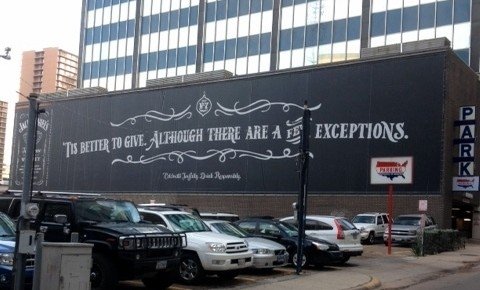 'TIS BETTER TO GIVE. ALTHOUGH THERE ARE A FEW EXCEPTIONS.
Drink Responsibly.
PARK
PARKING